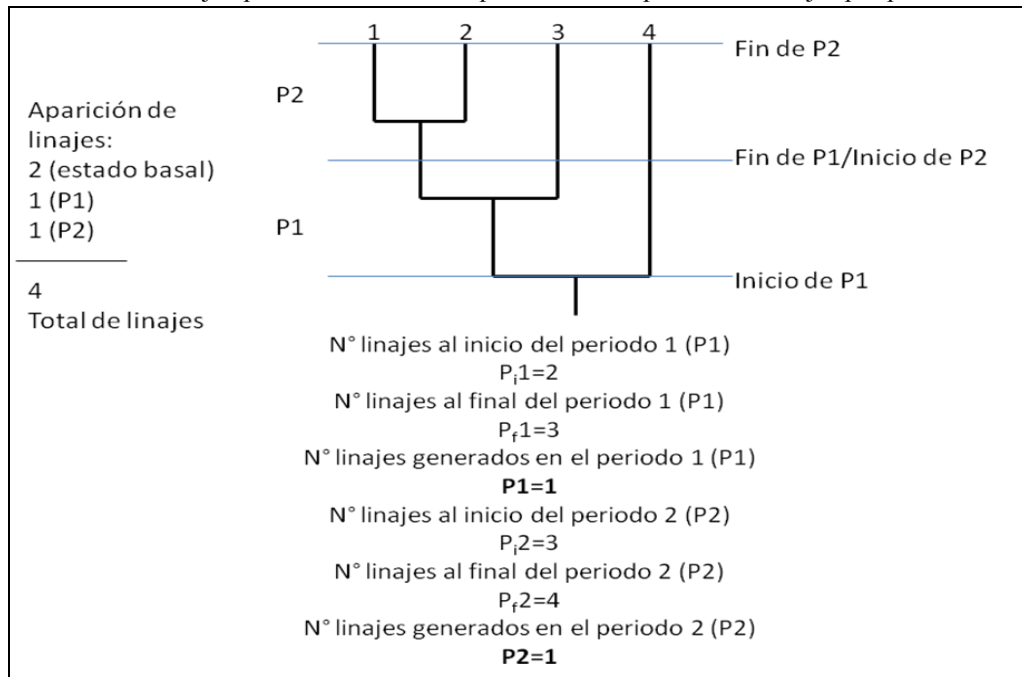 1 2 3 4
Fin de P2
P2
Aparición de
linajes:
2 (estado basal)
1 (P1)
1 (P2)
4
Total de linajes
Fin de P1/Inicio de P2
P1
Inicio de P1
N° linajes al inicio del periodo 1 (P1)
Pi1=2
N° linajes al final del periodo 1 (P1)
Pf1=3
N° linajes generados en el periodo 1 (P1)
P1=1
N° linajes al inicio del periodo 2 (P2)
Pi2=3
N° linajes al final del periodo 2 (P2)
Pf2=4
N° linajes generados en el periodo 2 (P2)
P2=1